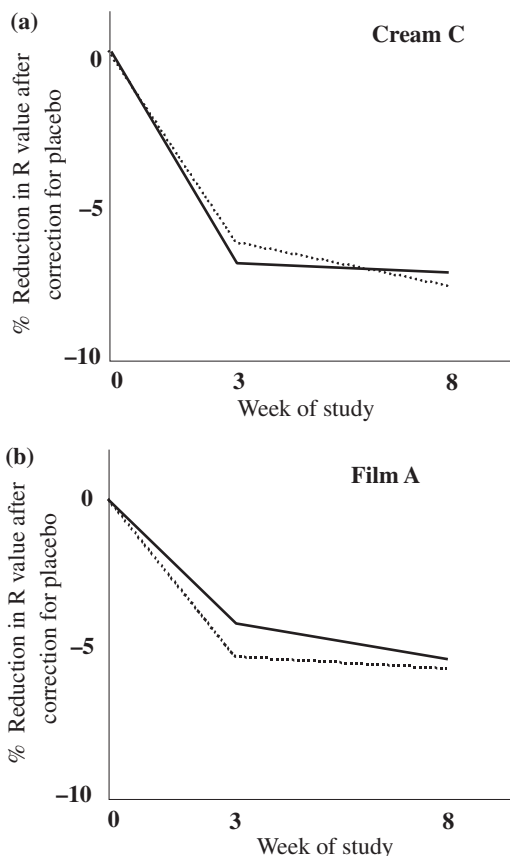 (a)
Cream C
% Reduction in R value after
correction for placebo
0
−5
−10
0
3
8
Week of study
(b)
Film A
% Reduction in R value after
correction for placebo
0
−5
−10
0
3
8
Week of study